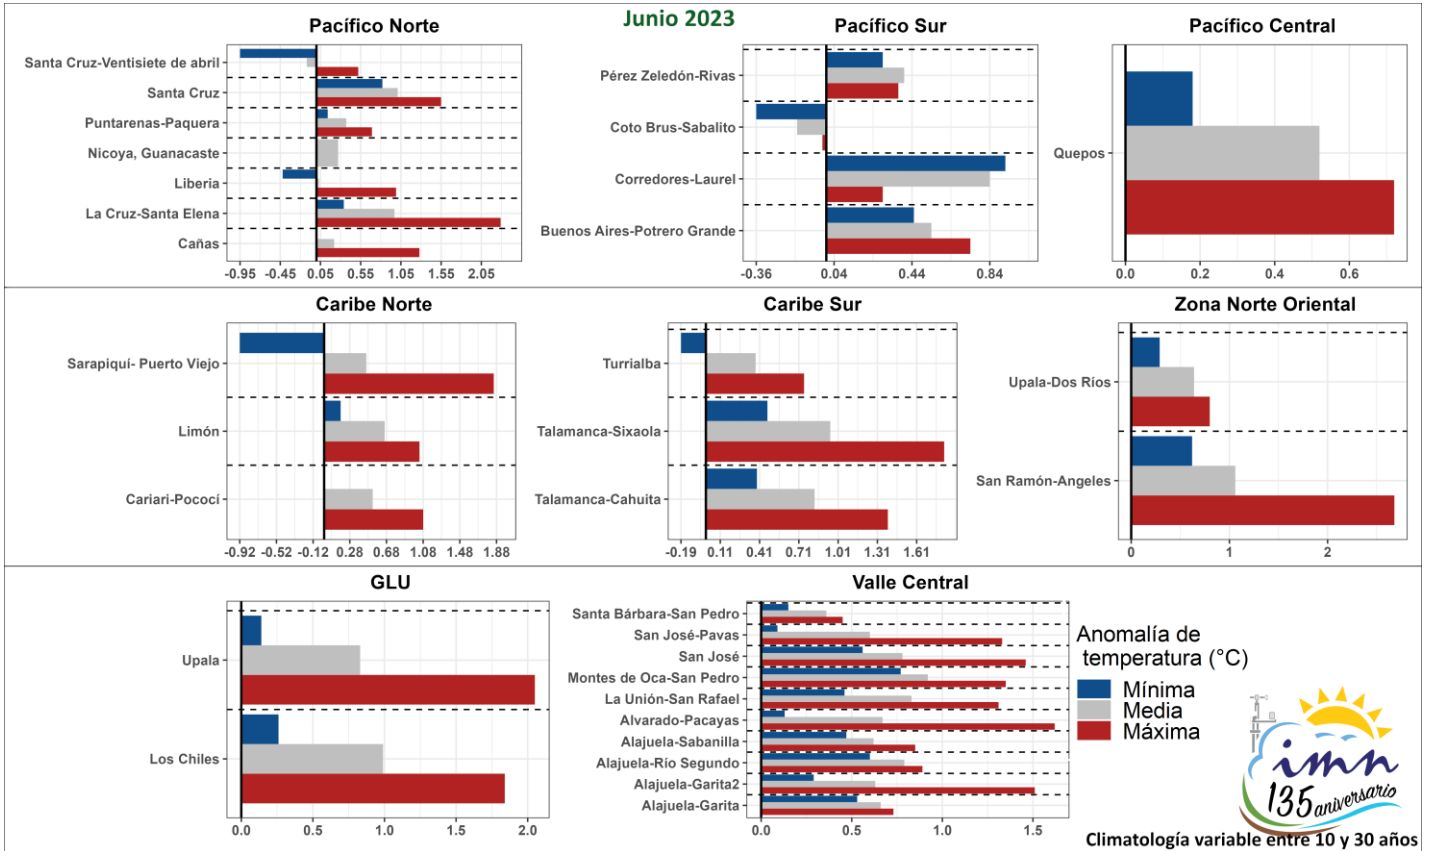 Junio 2023
Pacífico Norte
Santa Cruz-Ventisiete de abril
Santa Cruz
Puntarenas-Paquera
Nicoya, Guanacaste
Liberia
La Cruz-Santa Elena
Cañas
-0.95 -0.45 0.05 0.55 1.05 1.55 2.05
Pacífico Sur
Pérez Zeledón-Rivas
Coto Brus-Sabalito
Corredores-Laurel
Buenos Aires-Potrero Grande
-0.36 0.04 0.44 0.84
Pacífico Central
Quepos
0.0 0.2 0.4 0.6
Caribe Norte
Sarapiquí- Puerto Viejo
Limón
Cariari-Pococí
-0.92 -0.52 -0.12 0.28 0.68 1.08 1.48 1.88
Caribe Sur
Turrialba
Talamanca-Sixaola
Talamanca-Cahuita
-0.19 0.11 0.41 0.71 1.01 1.31 1.61
Zona Norte Oriental
Upala-Dos Ríos
San Ramón-Angeles
0 1 2
GLU
Upala
Los Chiles
0.0 0.5 1.0 1.5 2.0
Valle Central
Santa Bárbara-San Pedro
San José-Pavas
San José
Montes de Oca-San Pedro
La Unión-San Rafael
Alvarado-Pacayas
Alajuela-Sabanilla
Alajuela-Río Segundo
Alajuela-Garita2
Alajuela-Garita
0.0 0.5 1.0 1.5
Anomalía de
temperatura (°C)
Mínima
Media
Máxima
imn
135 aniversario
Climatología variable entre 10 y 30 años